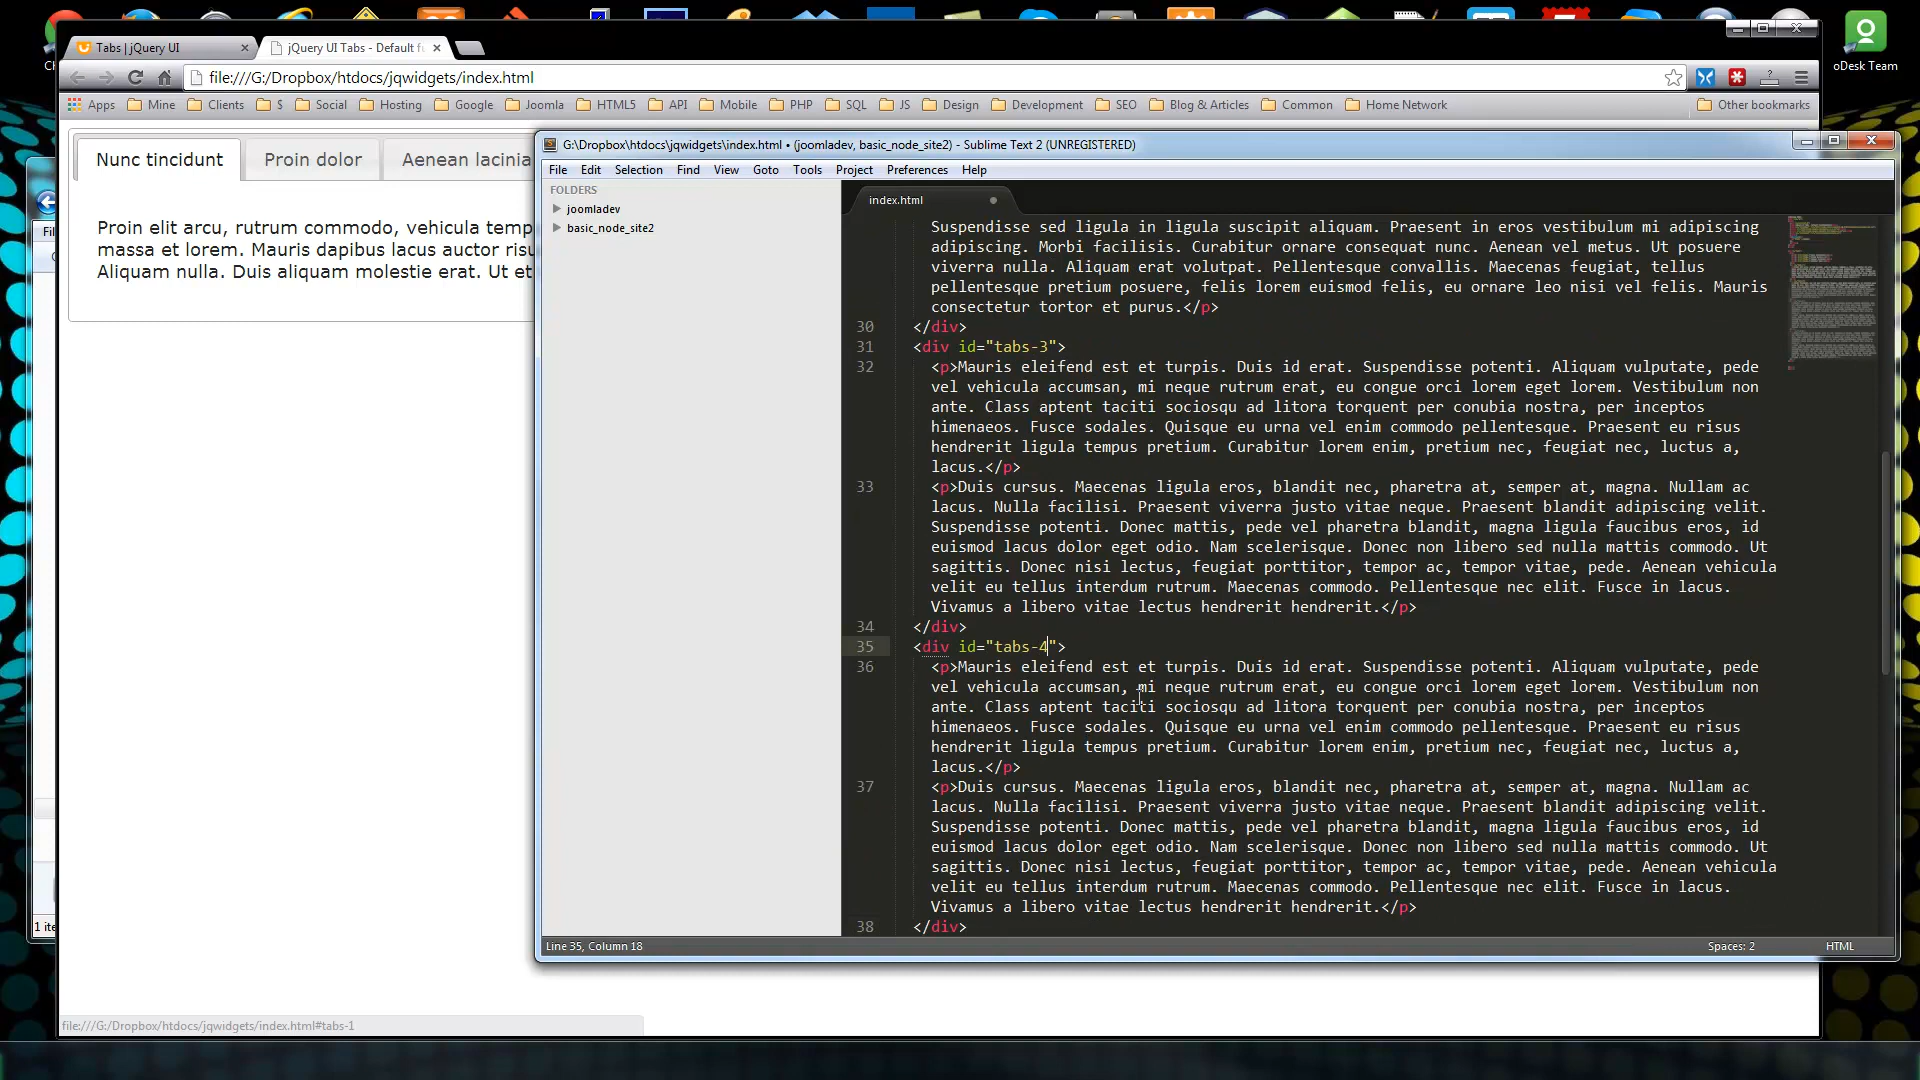 Tabs | jQuery UI
jQuery UI Tabs - Default fu
oDesk Team
file:///G:/Dropbox/htdocs/jqwidgets/index.html
Apps Mine Clients $ Social Hosting Google Joomla HTML5 API Mobile PHP SQL JS Design Development SEO Blog & Articles Common Home Network Other bookmarks
Nunc tincidunt
Proin dolor
Aenean lacinia
Proin elit arcu, rutrum commodo, vehicula temp
massa et lorem. Mauris dapibus lacus auctor risu
Aliquam nulla. Duis aliquam molestie erat. Ut et
Fil
1 ite
file:///G:/Dropbox/htdocs/jqwidgets/index.html#tabs-1
G:\Dropbox\htdocs\jqwidgets\index.html • (joomladev, basic_node_site2) - Sublime Text 2 (UNREGISTERED)
File Edit Selection Find View Goto Tools Project Preferences Help
FOLDERS
joomladev
basic_node_site2
index.html
Suspendisse sed ligula in ligula suscipit aliquam. Praesent in eros vestibulum mi adipiscing
adipiscing. Morbi facilisis. Curabitur ornare consequat nunc. Aenean vel metus. Ut posuere
viverra nulla. Aliquam erat volutpat. Pellentesque convallis. Maecenas feugiat, tellus
pellentesque pretium posuere, felis lorem euismod felis, eu ornare leo nisi vel felis. Mauris
consectetur tortor et purus.</p>
30 </div>
31 <div id="tabs-3">
32 <p>Mauris eleifend est et turpis. Duis id erat. Suspendisse potenti. Aliquam vulputate, pede
vel vehicula accumsan, mi neque rutrum erat, eu congue orci lorem eget lorem. Vestibulum non
ante. Class aptent taciti sociosqu ad litora torquent per conubia nostra, per inceptos
himenaeos. Fusce sodales. Quisque eu urna vel enim commodo pellentesque. Praesent eu risus
hendrerit ligula tempus pretium. Curabitur lorem enim, pretium nec, feugiat nec, luctus a,
lacus.</p>
33 <p>Duis cursus. Maecenas ligula eros, blandit nec, pharetra at, semper at, magna. Nullam ac
lacus. Nulla facilisi. Praesent viverra justo vitae neque. Praesent blandit adipiscing velit.
Suspendisse potenti. Donec mattis, pede vel pharetra blandit, magna ligula faucibus eros, id
euismod lacus dolor eget odio. Nam scelerisque. Donec non libero sed nulla mattis commodo. Ut
sagittis. Donec nisi lectus, feugiat porttitor, tempor ac, tempor vitae, pede. Aenean vehicula
velit eu tellus interdum rutrum. Maecenas commodo. Pellentesque nec elit. Fusce in lacus.
Vivamus a libero vitae lectus hendrerit hendrerit.</p>
34 </div>
35 <div id="tabs-4">
36 <p>Mauris eleifend est et turpis. Duis id erat. Suspendisse potenti. Aliquam vulputate, pede
vel vehicula accumsan, mi neque rutrum erat, eu congue orci lorem eget lorem. Vestibulum non
ante. Class aptent taciti sociosqu ad litora torquent per conubia nostra, per inceptos
himenaeos. Fusce sodales. Quisque eu urna vel enim commodo pellentesque. Praesent eu risus
hendrerit ligula tempus pretium. Curabitur lorem enim, pretium nec, feugiat nec, luctus a,
lacus.</p>
37 <p>Duis cursus. Maecenas ligula eros, blandit nec, pharetra at, semper at, magna. Nullam ac
lacus. Nulla facilisi. Praesent viverra justo vitae neque. Praesent blandit adipiscing velit.
Suspendisse potenti. Donec mattis, pede vel pharetra blandit, magna ligula faucibus eros, id
euismod lacus dolor eget odio. Nam scelerisque. Donec non libero sed nulla mattis commodo. Ut
sagittis. Donec nisi lectus, feugiat porttitor, tempor ac, tempor vitae, pede. Aenean vehicula
velit eu tellus interdum rutrum. Maecenas commodo. Pellentesque nec elit. Fusce in lacus.
Vivamus a libero vitae lectus hendrerit hendrerit.</p>
38 </div>
Line 35, Column 18
Spaces: 2
HTML